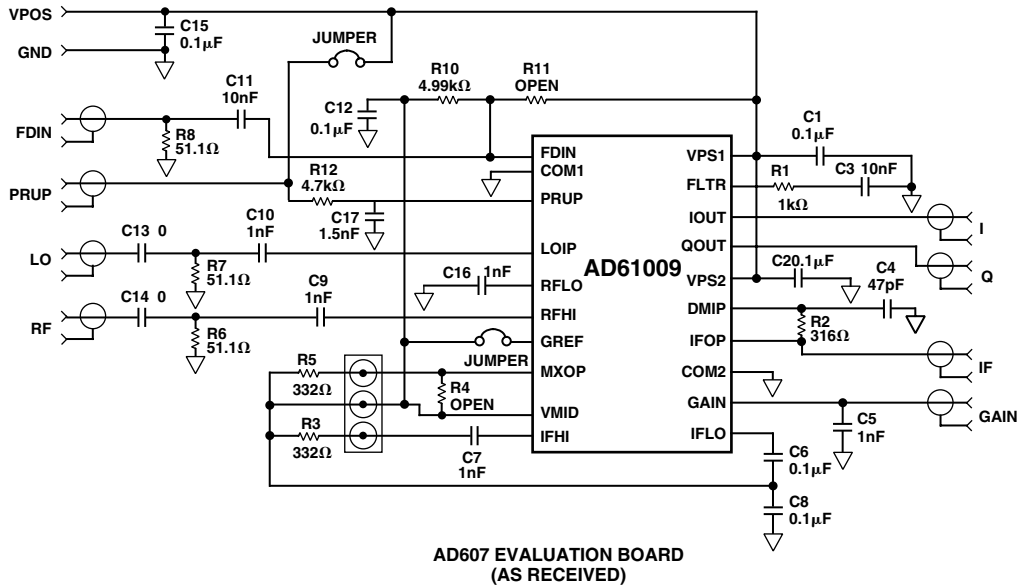 VPOS
GND
C15
0.1μF
JUMPER
R10
4.99kΩ
R11
OPEN
C11
10nF
C12
0.1μF
FDIN
R8
51.1Ω
PRUP
R12
4.7kΩ
C17
1.5nF
C13 0
C10
1nF
LO
R7
51.1Ω
C16
1nF
C14 0
C9
1nF
RF
R6
51.1Ω
JUMPER
R5
332Ω
R4
OPEN
R3
332Ω
C7
1nF
FDIN
COM1
PRUP
LOIP
RFLO
RFHI
GREF
MXOP
VMID
IFHI
AD61009
VPS1
FLTR
IOUT
QOUT
VPS2
DMIP
IFOP
COM2
GAIN
IFLO
C1
0.1μF
R1
1kΩ
C3 10nF
I
Q
C20.1μF
C4
47pF
R2
316Ω
IF
GAIN
C5
1nF
C6
0.1μF
C8
0.1μF
AD607 EVALUATION BOARD
(AS RECEIVED)